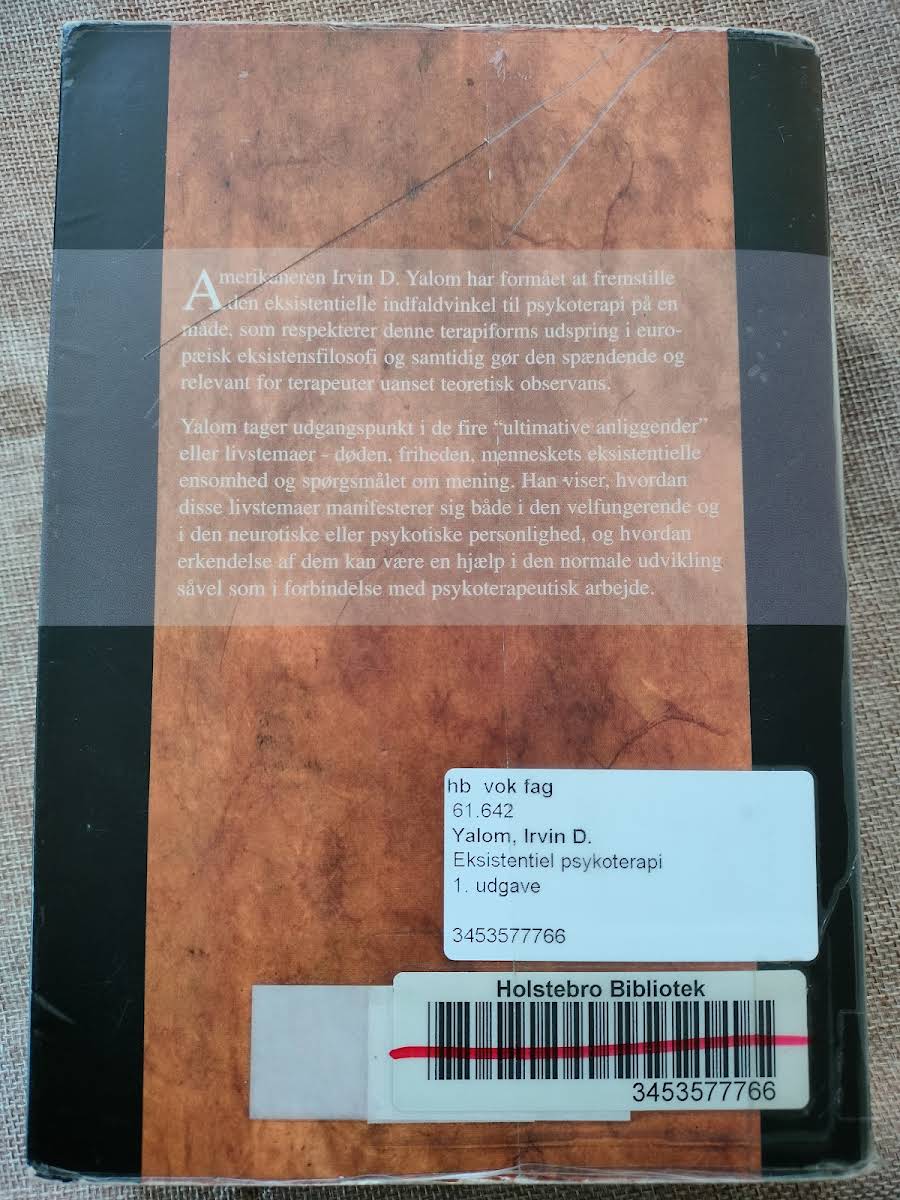 Amerikaneren Irvin D. Yalom har formået at fremstille
den eksistentielle indfaldvinkel til psykoterapi på en
måde, som respekterer denne terapiforms udspring i euro-
pæisk eksistensfilosofi og samtidig gør den spændende og
relevant for terapeuter uanset teoretisk observans.
Yalom tager udgangspunkt i de fire “ultimative anliggender”
eller livstemaer - døden, friheden, menneskets eksistentielle
ensomhed og spørgsmålet om mening. Han viser, hvordan
disse livstemaer manifesterer sig både i den velfungerende og
i den neurotiske eller psykotiske personlighed, og hvordan
erkendelse af dem kan være en hjælp i den normale udvikling
såvel som i forbindelse med psykoterapeutisk arbejde.
hb vok fag
61.642
Yalom, Irvin D.
Eksistentiel psykoterapi
1. udgave
3453577766
Holstebro Bibliotek
3453577766